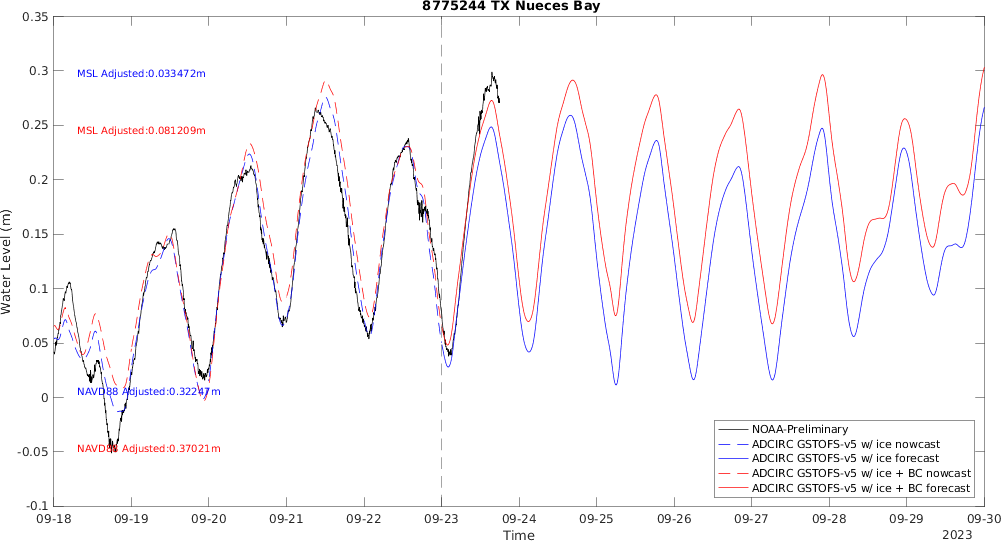 8775244 TX Nueces Bay
0.35
0.3
0.25
0.2
0.15
0.1
0.05
0
-0.05
-0.1
Water Level (m)
MSL Adjusted:0.033472m
MSL Adjusted:0.081209m
NAVD88 Adjusted:0.32247m
NAVD88 Adjusted:0.37021m
NOAA-Preliminary
ADCIRC GSTOFS-v5 w/ ice nowcast
ADCIRC GSTOFS-v5 w/ ice forecast
ADCIRC GSTOFS-v5 w/ ice + BC nowcast
ADCIRC GSTOFS-v5 w/ ice + BC forecast
09-18 09-19 09-20 09-21 09-22 09-23 09-24 09-25 09-26 09-27 09-28 09-29 09-30
Time
2023